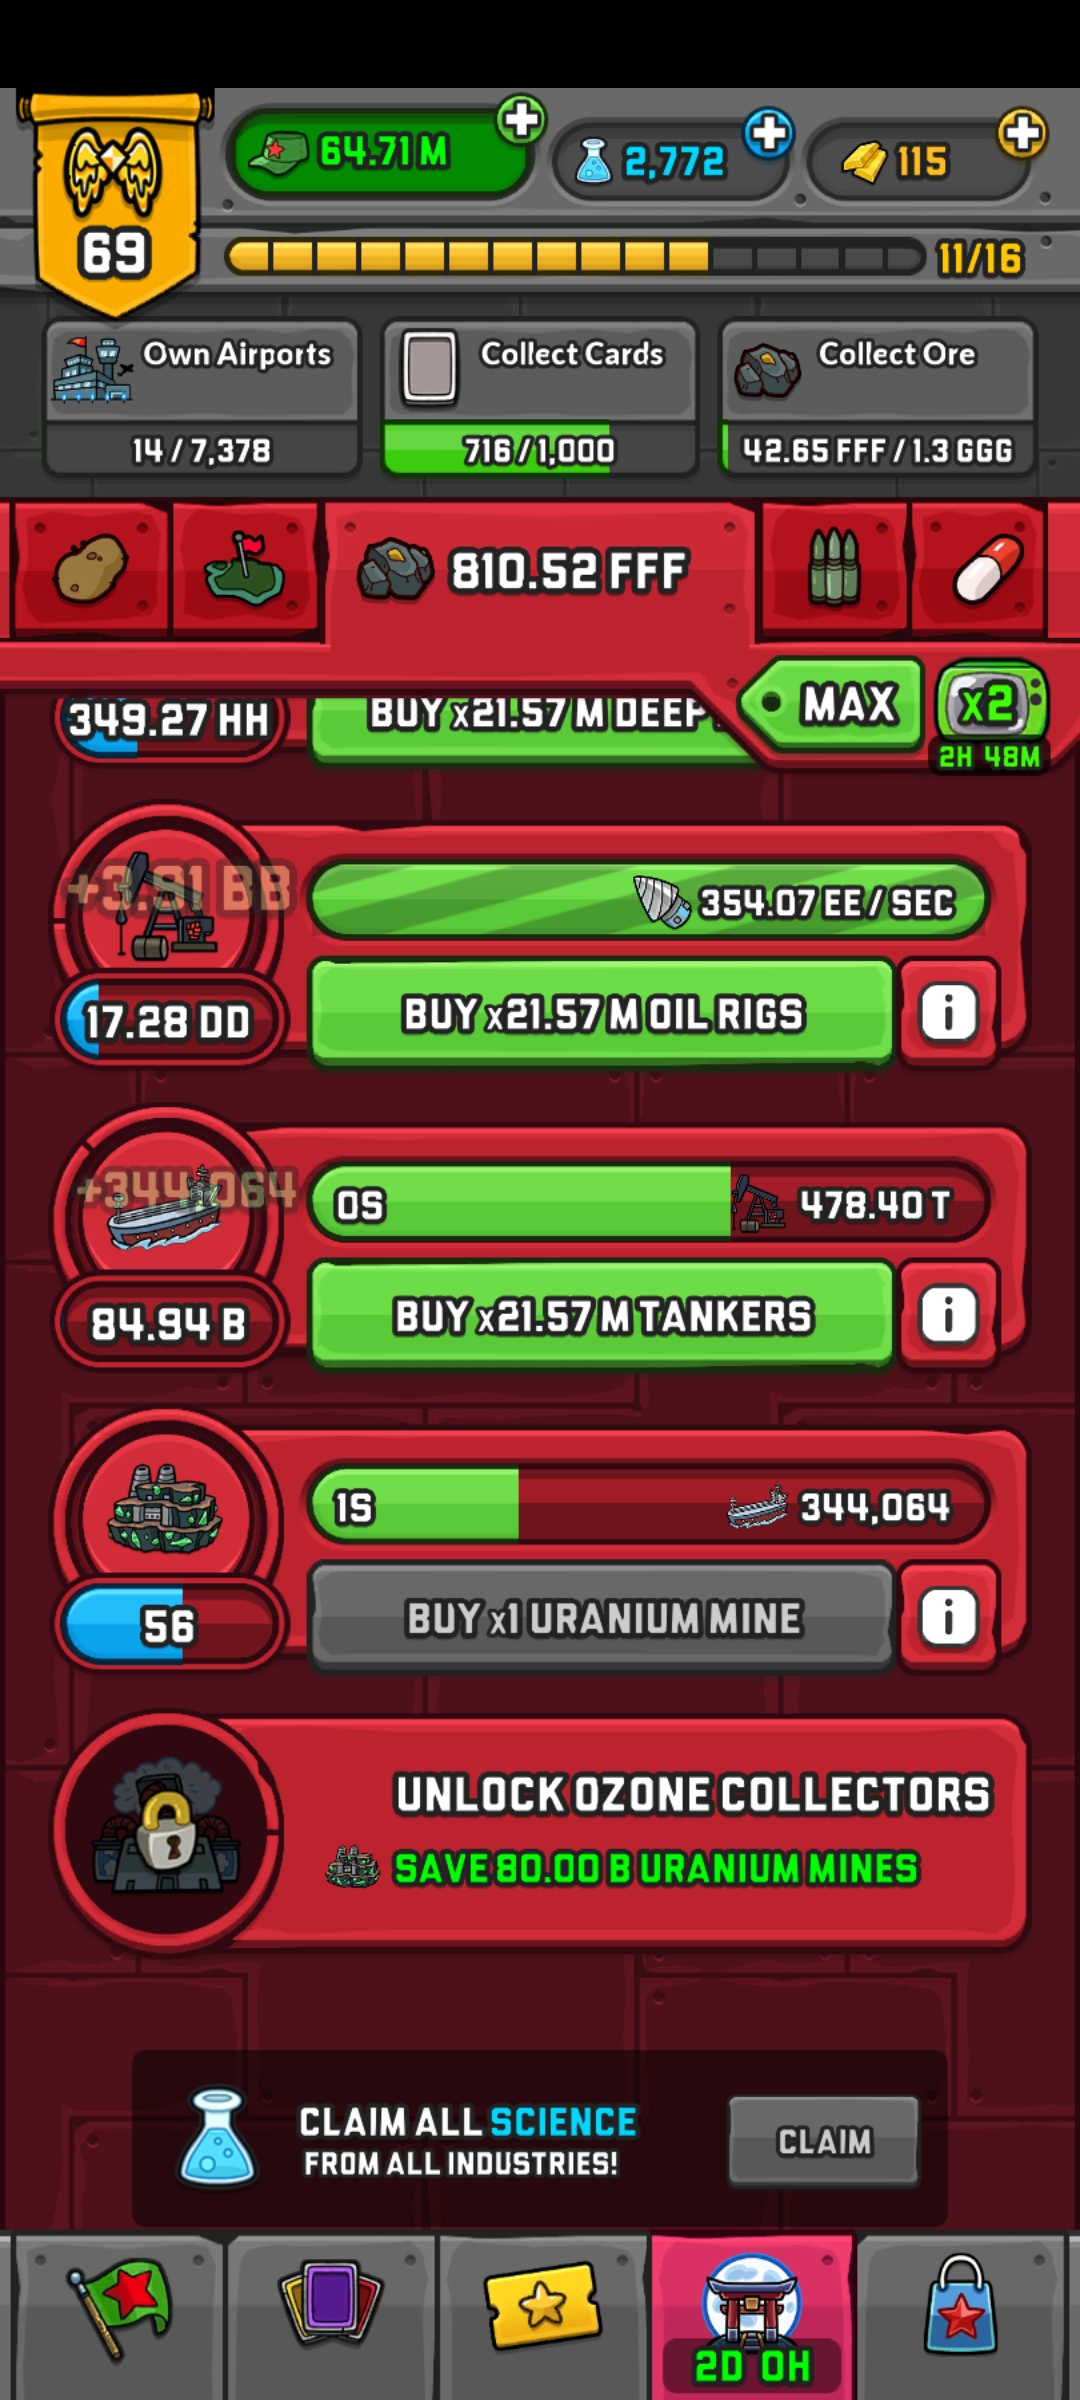 64.71 M
2,772
115
69
11/16
Own Airports
14 / 7,378
Collect Cards
716 / 1,000
Collect Ore
42.65 FFF / 1.3 GGG
810.52 FFF
MAX
x2
2H 48M
349.27 HH
BUY x21.57 M DEEP
+3.91 BB
354.07 EE / SEC
17.28 DD
BUY x21.57 M OIL RIGS
i
+344,064
0S
478.40 T
84.94 B
BUY x21.57 M TANKERS
i
1S
344,064
56
BUY x1 URANIUM MINE
i
UNLOCK OZONE COLLECTORS
SAVE 80.00 B URANIUM MINES
CLAIM ALL SCIENCE
FROM ALL INDUSTRIES!
CLAIM
2D 0H